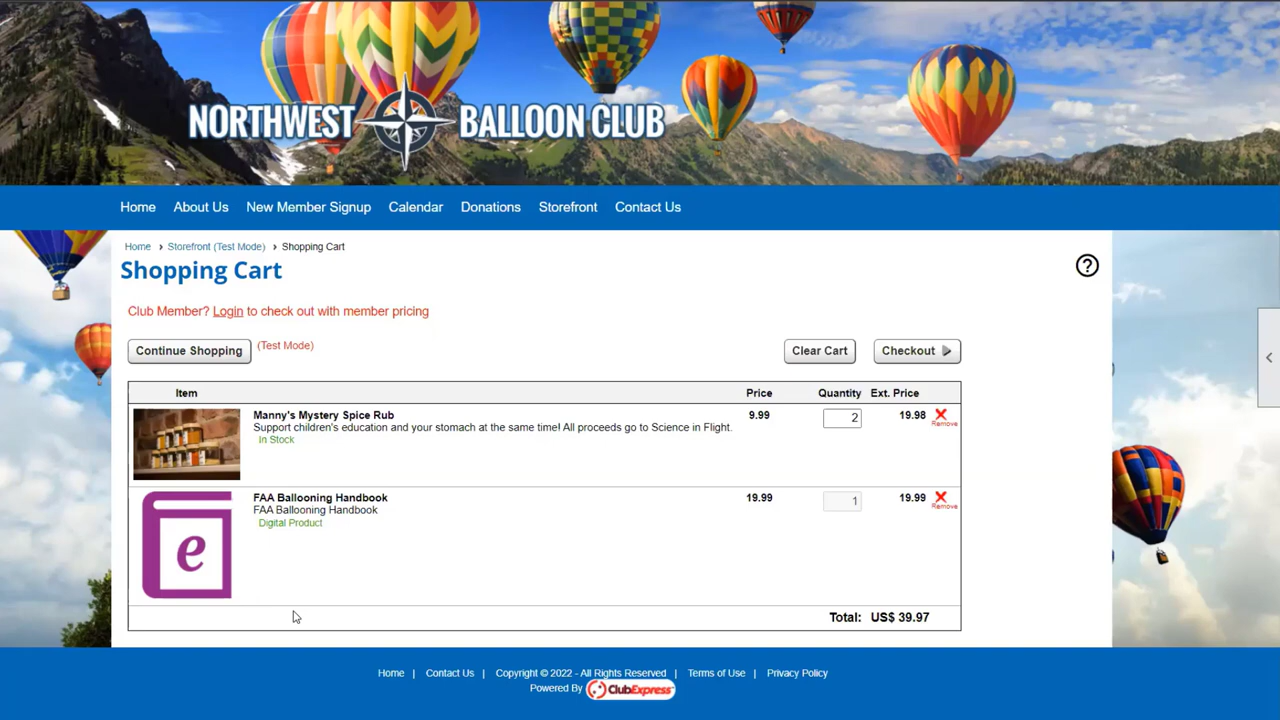 NORTHWEST BALLOON CLUB
Home About Us New Member Signup Calendar Donations Storefront Contact Us
Home › Storefront (Test Mode) › Shopping Cart
Shopping Cart
?
Club Member? Login to check out with member pricing
Continue Shopping (Test Mode) Clear Cart Checkout
Item Price Quantity Ext. Price
Manny's Mystery Spice Rub 9.99 2 19.98 Remove
Support children's education and your stomach at the same time! All proceeds go to Science in Flight.
In Stock
FAA Ballooning Handbook 19.99 1 19.99 Remove
FAA Ballooning Handbook
Digital Product
e
Total: US$ 39.97
Home | Contact Us | Copyright © 2022 - All Rights Reserved | Terms of Use | Privacy Policy
Powered By ClubExpress